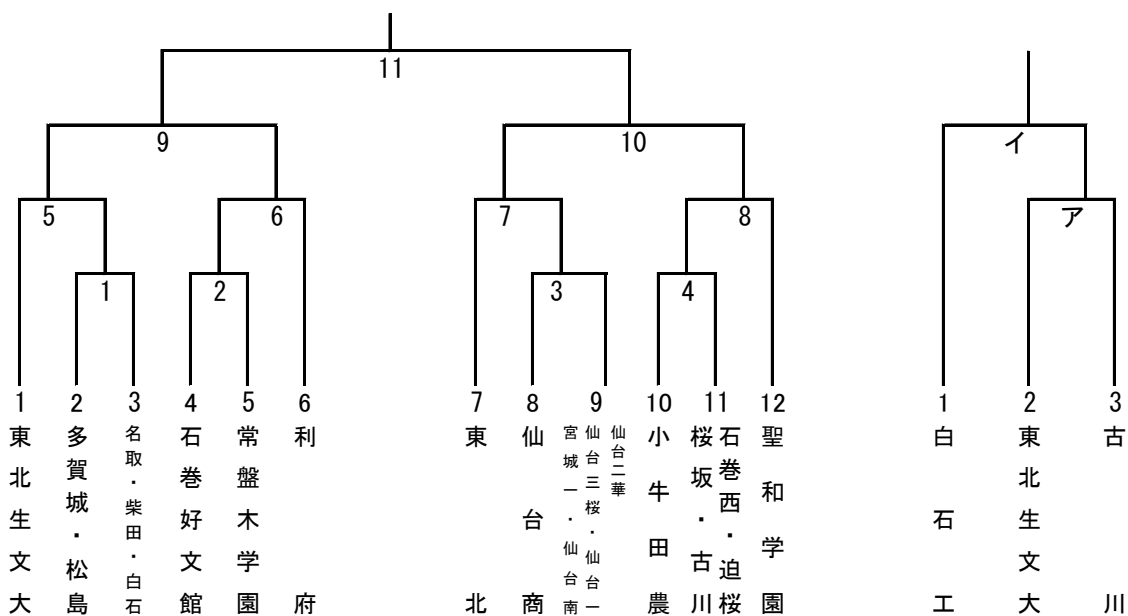 11
9
10
イ
5
6
7
8
ア
1
2
3
4
1
2
3
4
5
6
7
8
9
10
11
12
1
2
3
東北生文大
多賀城・松島
名取・柴田・白石
石巻好文館
常盤木学園
利府
東北
仙台商
仙台二華
仙台三桜・仙台一
宮城一・仙台南
小牛田農
石巻西・迫桜
桜坂・古川
聖和学園
白石工
東北生文大
古川